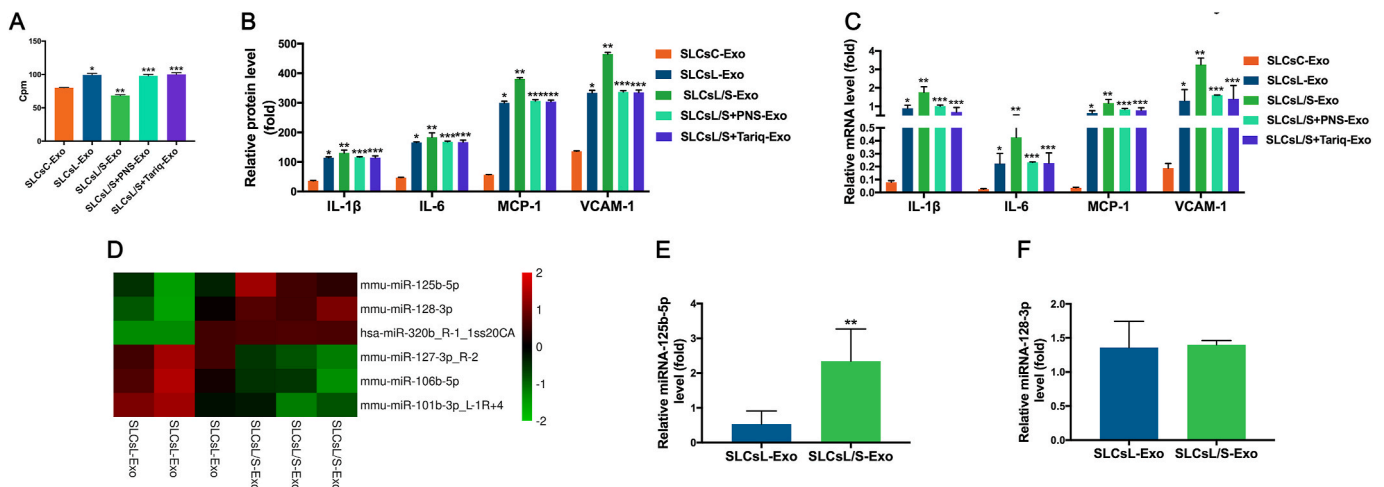 A
Cpm
150
100
50
0
* ** *** ***
SLCsC-Exo
SLCsL-Exo
SLCsL/S-Exo
SLCsL/S+PNS-Exo
SLCsL/S+Tariq-Exo
B
Relative protein level
(fold)
500
400
300
200
100
0
* ** *** ***
* ** *** ***
* ** *** ***
* ** *** ***
IL-1β IL-6 MCP-1 VCAM-1
SLCsC-Exo
SLCsL-Exo
SLCsL/S-Exo
SLCsL/S+PNS-Exo
SLCsL/S+Tariq-Exo
C
Relative mRNA level (fold)
4
3
2
1
0.5
0.4
0.3
0.2
0.1
0.0
* ** *** ***
* ** *** ***
* ** *** ***
* ** *** ***
IL-1β IL-6 MCP-1 VCAM-1
SLCsC-Exo
SLCsL-Exo
SLCsL/S-Exo
SLCsL/S+PNS-Exo
SLCsL/S+Tariq-Exo
D
mmu-miR-125b-5p
mmu-miR-128-3p
hsa-miR-320b_R-1_1ss20CA
mmu-miR-127-3p_R-2
mmu-miR-106b-5p
mmu-miR-101b-3p_L-1R+4
SLCsL-Exo
SLCsL-Exo
SLCsL-Exo
SLCsL/S-Exo
SLCsL/S-Exo
SLCsL/S-Exo
2
1
0
-1
-2
E
Relative miRNA-125b-5p
level (fold)
4
3
2
1
0
**
SLCsL-Exo SLCsL/S-Exo
F
Relative miRNA-128-3p
level (fold)
2.0
1.5
1.0
0.5
0.0
SLCsL-Exo SLCsL/S-Exo